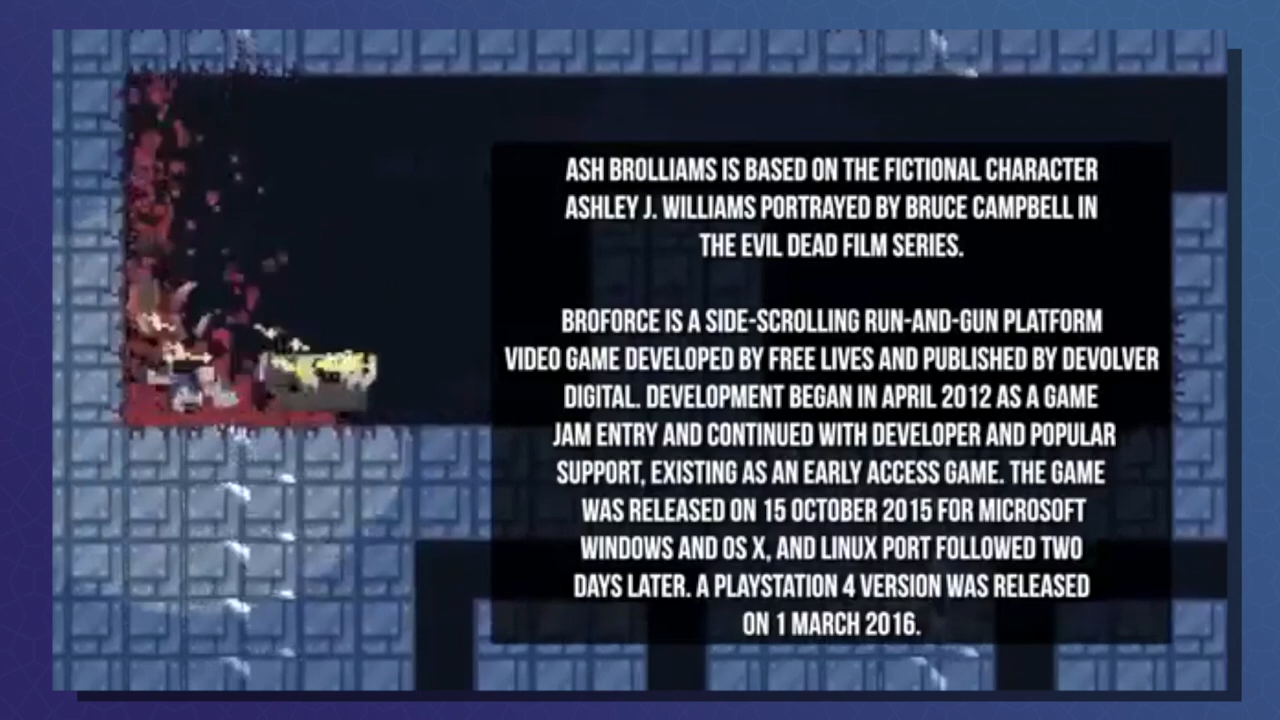 ASH BROLLIAMS IS BASED ON THE FICTIONAL CHARACTER
ASHLEY J. WILLIAMS PORTRAYED BY BRUCE CAMPBELL IN
THE EVIL DEAD FILM SERIES.
BROFORCE IS A SIDE-SCROLLING RUN-AND-GUN PLATFORM
VIDEO GAME DEVELOPED BY FREE LIVES AND PUBLISHED BY DEVOLVER
DIGITAL. DEVELOPMENT BEGAN IN APRIL 2012 AS A GAME
JAM ENTRY AND CONTINUED WITH DEVELOPER AND POPULAR
SUPPORT, EXISTING AS AN EARLY ACCESS GAME. THE GAME
WAS RELEASED ON 15 OCTOBER 2015 FOR MICROSOFT
WINDOWS AND OS X, AND LINUX PORT FOLLOWED TWO
DAYS LATER. A PLAYSTATION 4 VERSION WAS RELEASED
ON 1 MARCH 2016.